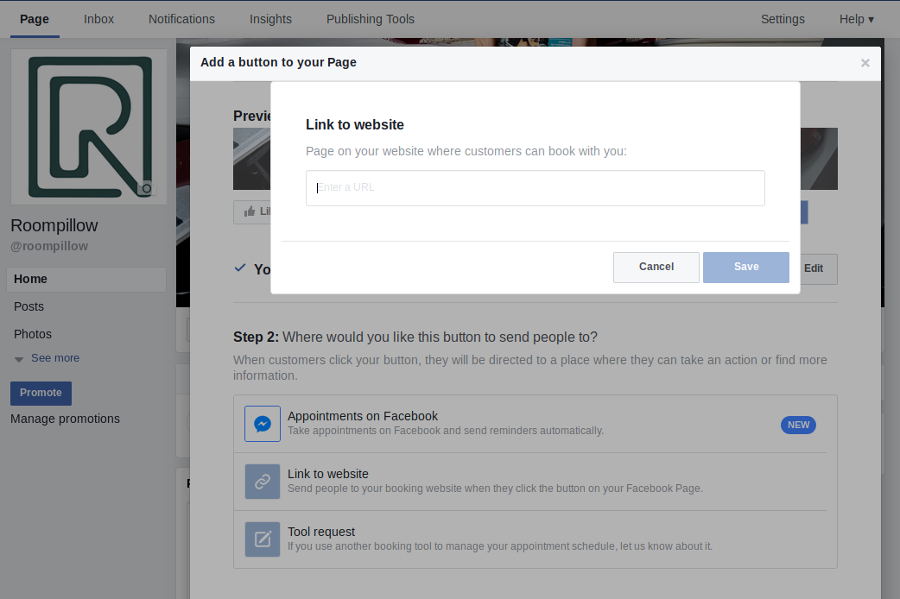 Page Inbox Notifications Insights Publishing Tools Settings Help ▾
Add a button to your Page ×
R
Roompillow
@roompillow
Home
Posts
Photos
See more
Promote
Manage promotions
Link to website
Page on your website where customers can book with you:
Enter a URL
Cancel Save
Edit
Step 2: Where would you like this button to send people to?
When customers click your button, they will be directed to a place where they can take an action or find more
information.
Appointments on Facebook
Take appointments on Facebook and send reminders automatically.
NEW
Link to website
Send people to your booking website when they click the button on your Facebook Page.
Tool request
If you use another booking tool to manage your appointment schedule, let us know about it.